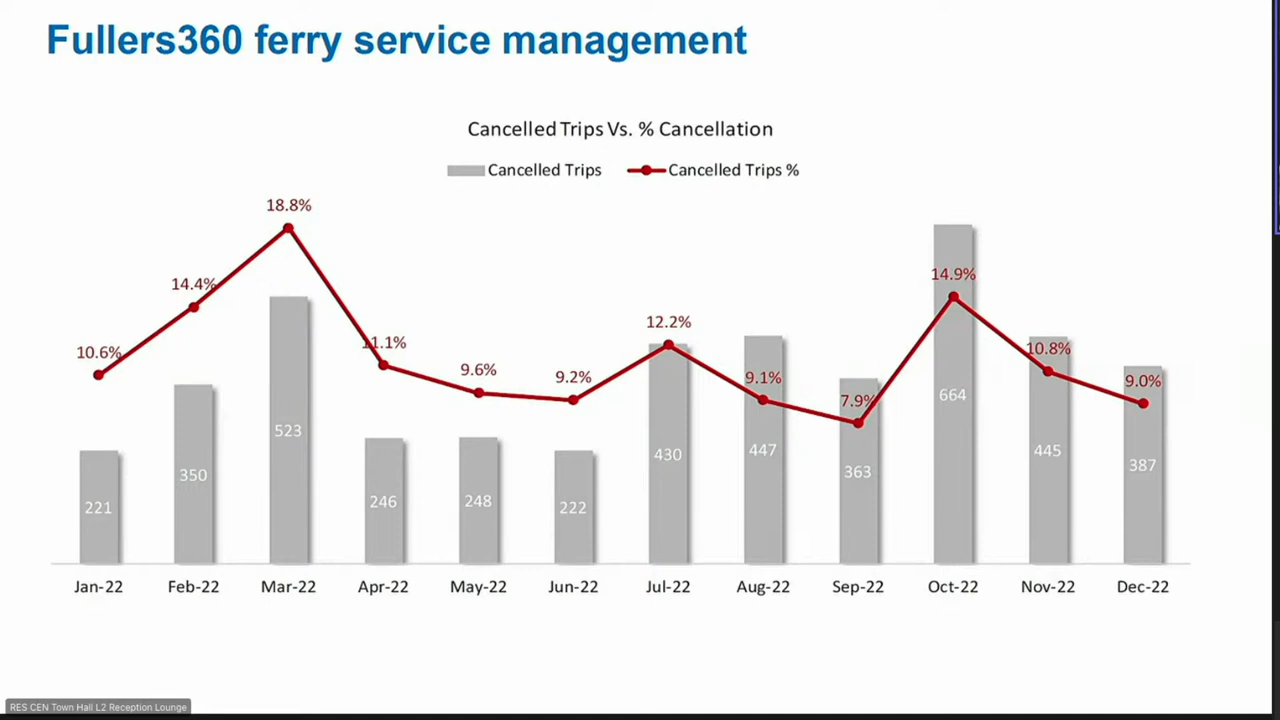 Fullers360 ferry service management
Cancelled Trips Vs. % Cancellation
Cancelled Trips Cancelled Trips %
10.6% 14.4% 18.8% 11.1% 9.6% 9.2% 12.2% 9.1% 7.9% 14.9% 10.8% 9.0%
221 350 523 246 248 222 430 447 363 664 445 387
Jan-22 Feb-22 Mar-22 Apr-22 May-22 Jun-22 Jul-22 Aug-22 Sep-22 Oct-22 Nov-22 Dec-22
RES CEN Town Hall L2 Reception Lounge